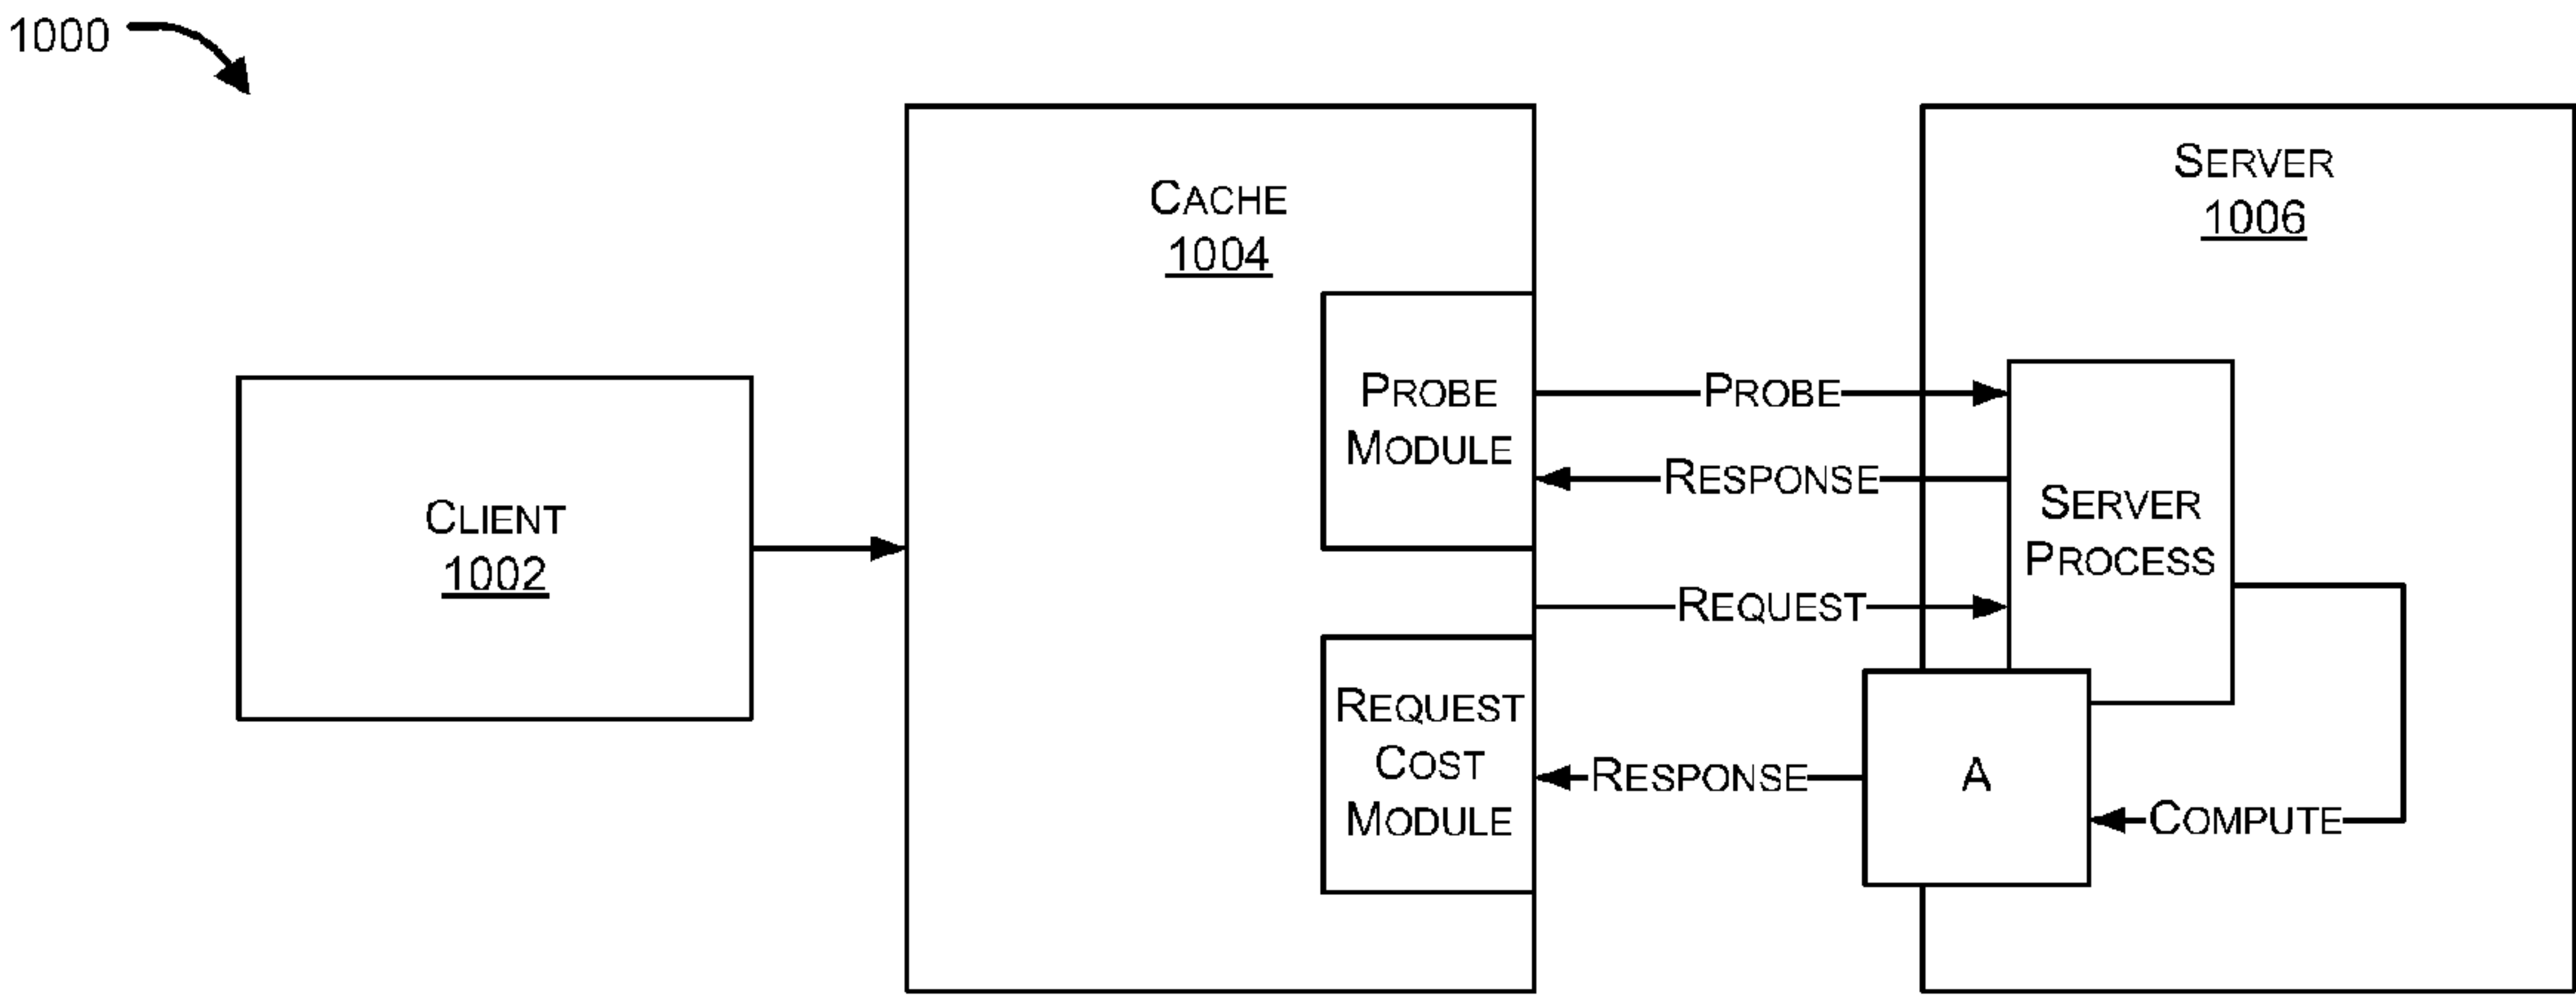 1000
CACHE
1004
SERVER
1006
CLIENT
1002
PROBE
MODULE
PROBE
RESPONSE
REQUEST
SERVER
PROCESS
REQUEST
COST
MODULE
RESPONSE
A
COMPUTE